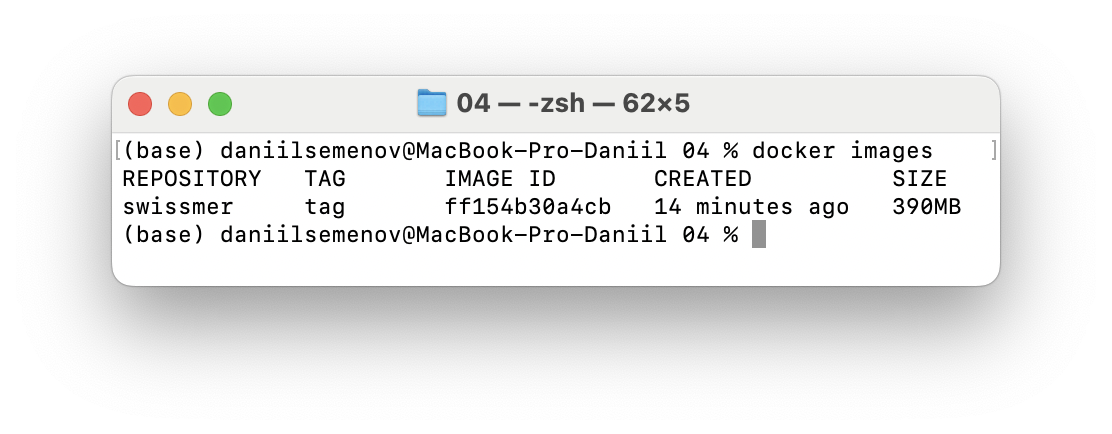 04 — -zsh — 62×5
[(base) daniilsemenov@MacBook-Pro-Daniil 04 % docker images ]
REPOSITORY   TAG       IMAGE ID       CREATED          SIZE
swissmer     tag       ff154b30a4cb   14 minutes ago   390MB
(base) daniilsemenov@MacBook-Pro-Daniil 04 %